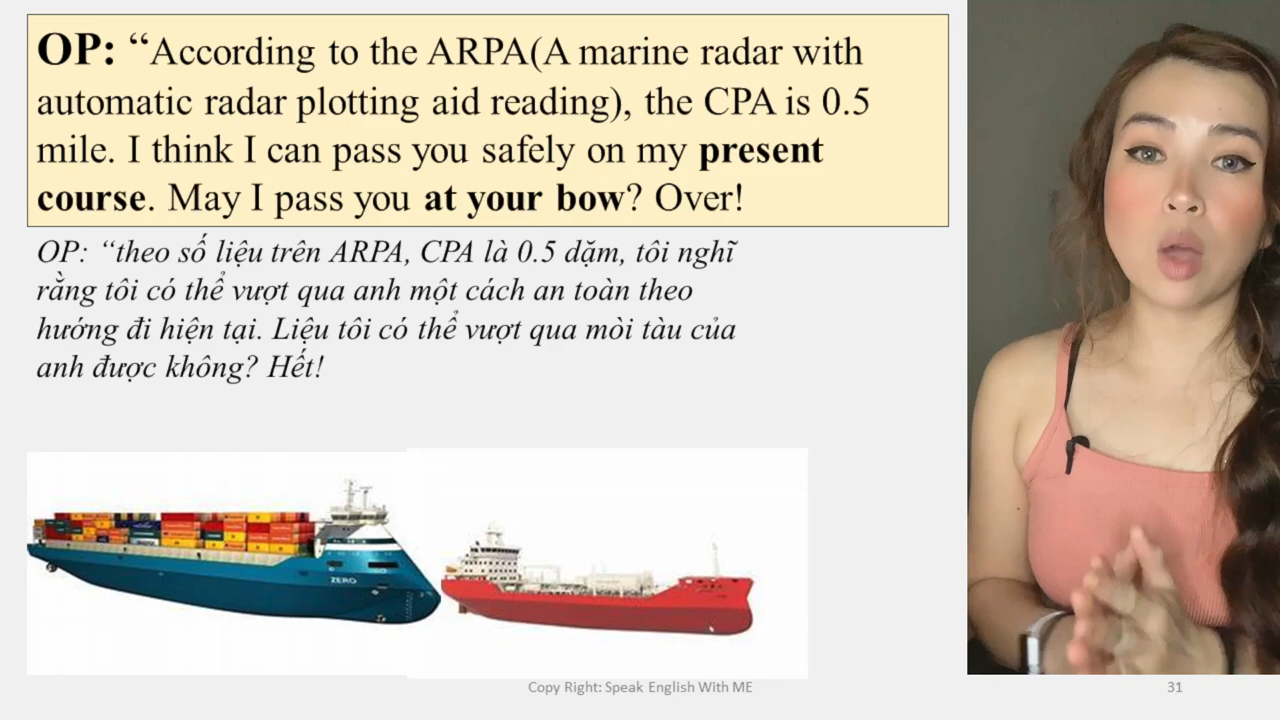 OP: “According to the ARPA(A marine radar with
automatic radar plotting aid reading), the CPA is 0.5
mile. I think I can pass you safely on my present
course. May I pass you at your bow? Over!
OP: “theo số liệu trên ARPA, CPA là 0.5 dặm, tôi nghĩ
rằng tôi có thể vượt qua anh một cách an toàn theo
hướng đi hiện tại. Liệu tôi có thể vượt qua mòi tàu của
anh được không? Hết!
ZERO
Copy Right: Speak English With ME
31